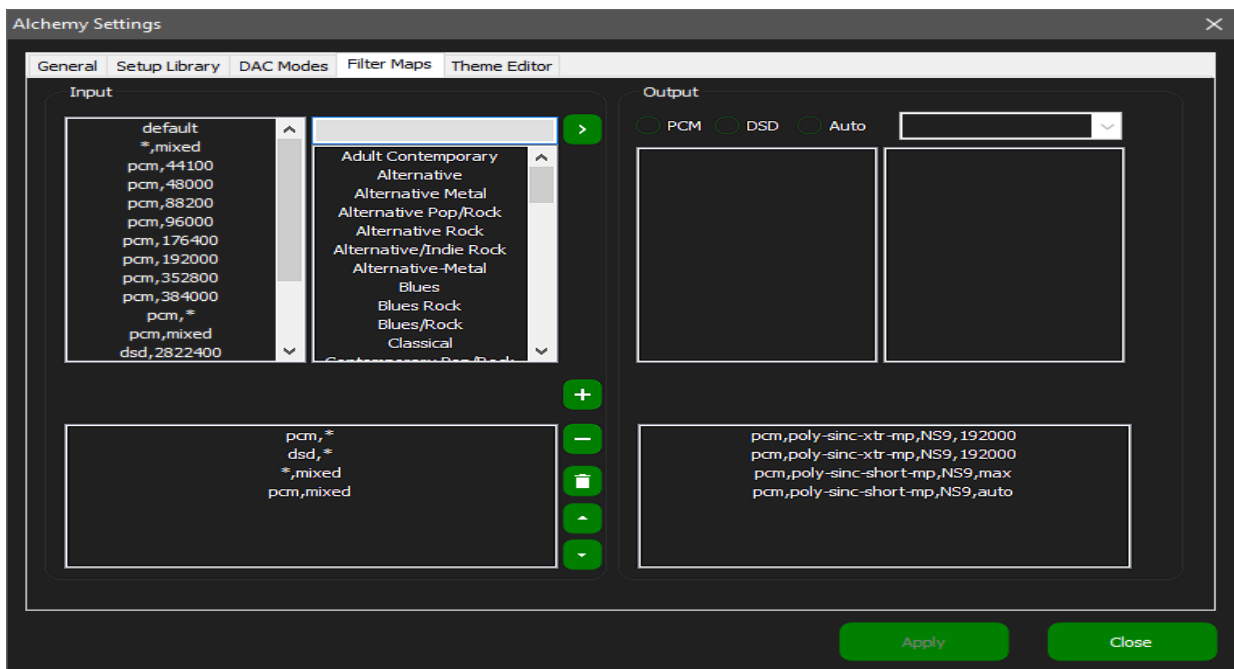 Alchemy Settings
General Setup Library DAC Modes Filter Maps Theme Editor
Input
default
*,mixed
pcm,44100
pcm,48000
pcm,88200
pcm,96000
pcm,176400
pcm,192000
pcm,352800
pcm,384000
pcm,*
pcm,mixed
dsd,2822400
Adult Contemporary
Alternative
Alternative Metal
Alternative Pop/Rock
Alternative Rock
Alternative/Indie Rock
Alternative-Metal
Blues
Blues Rock
Blues/Rock
Classical
Contemporary Pop/Rock
pcm,*
dsd,*
*,mixed
pcm,mixed
Output
PCM DSD Auto
pcm,poly-sinc-xtr-mp,NS9,192000
pcm,poly-sinc-xtr-mp,NS9,192000
pcm,poly-sinc-short-mp,NS9,max
pcm,poly-sinc-short-mp,NS9,auto
Apply Close